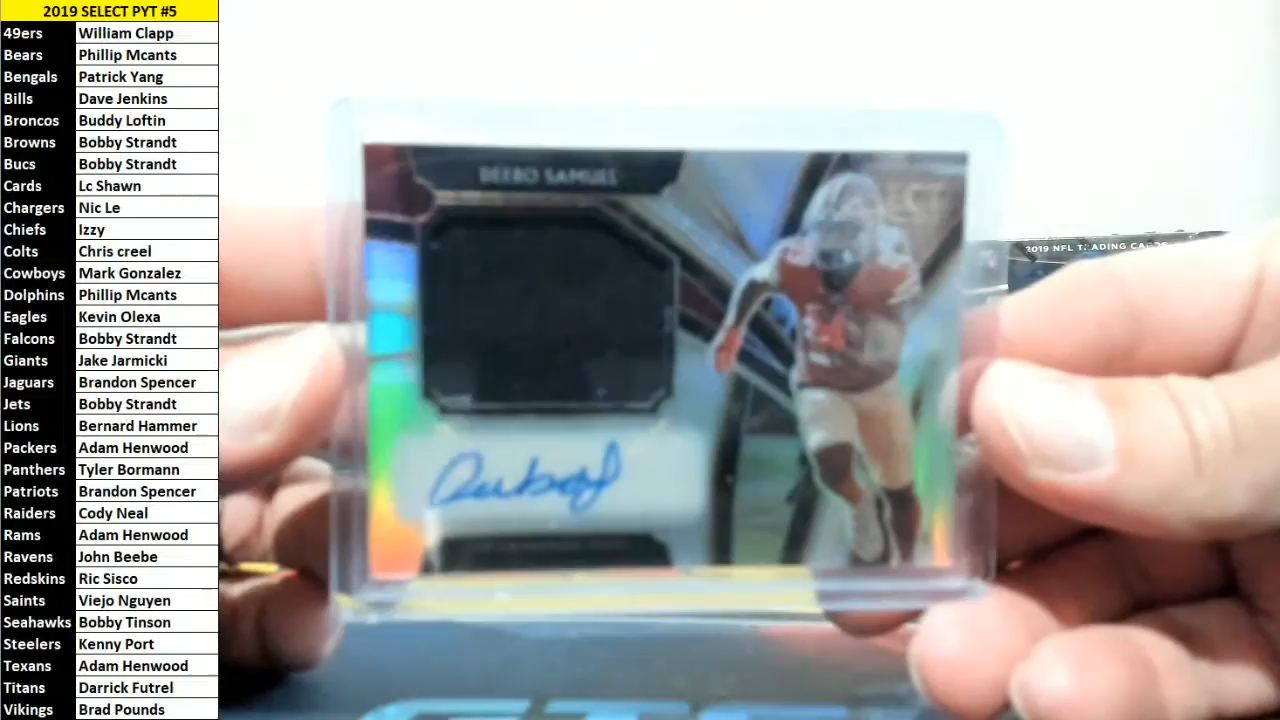 2019 SELECT PYT #5
49ers William Clapp
Bears Phillip Mcants
Bengals Patrick Yang
Bills Dave Jenkins
Broncos Buddy Loftin
Browns Bobby Strandt
Bucs Bobby Strandt
Cards Lc Shawn
Chargers Nic Le
Chiefs Izzy
Colts Chris creel
Cowboys Mark Gonzalez
Dolphins Phillip Mcants
Eagles Kevin Olexa
Falcons Bobby Strandt
Giants Jake Jarmicki
Jaguars Brandon Spencer
Jets Bobby Strandt
Lions Bernard Hammer
Packers Adam Henwood
Panthers Tyler Bormann
Patriots Brandon Spencer
Raiders Cody Neal
Rams Adam Henwood
Ravens John Beebe
Redskins Ric Sisco
Saints Viejo Nguyen
Seahawks Bobby Tinson
Steelers Kenny Port
Texans Adam Henwood
Titans Darrick Futrel
Vikings Brad Pounds
DEEBO SAMUEL
SELECT
2019 NFL TRADING CARDS